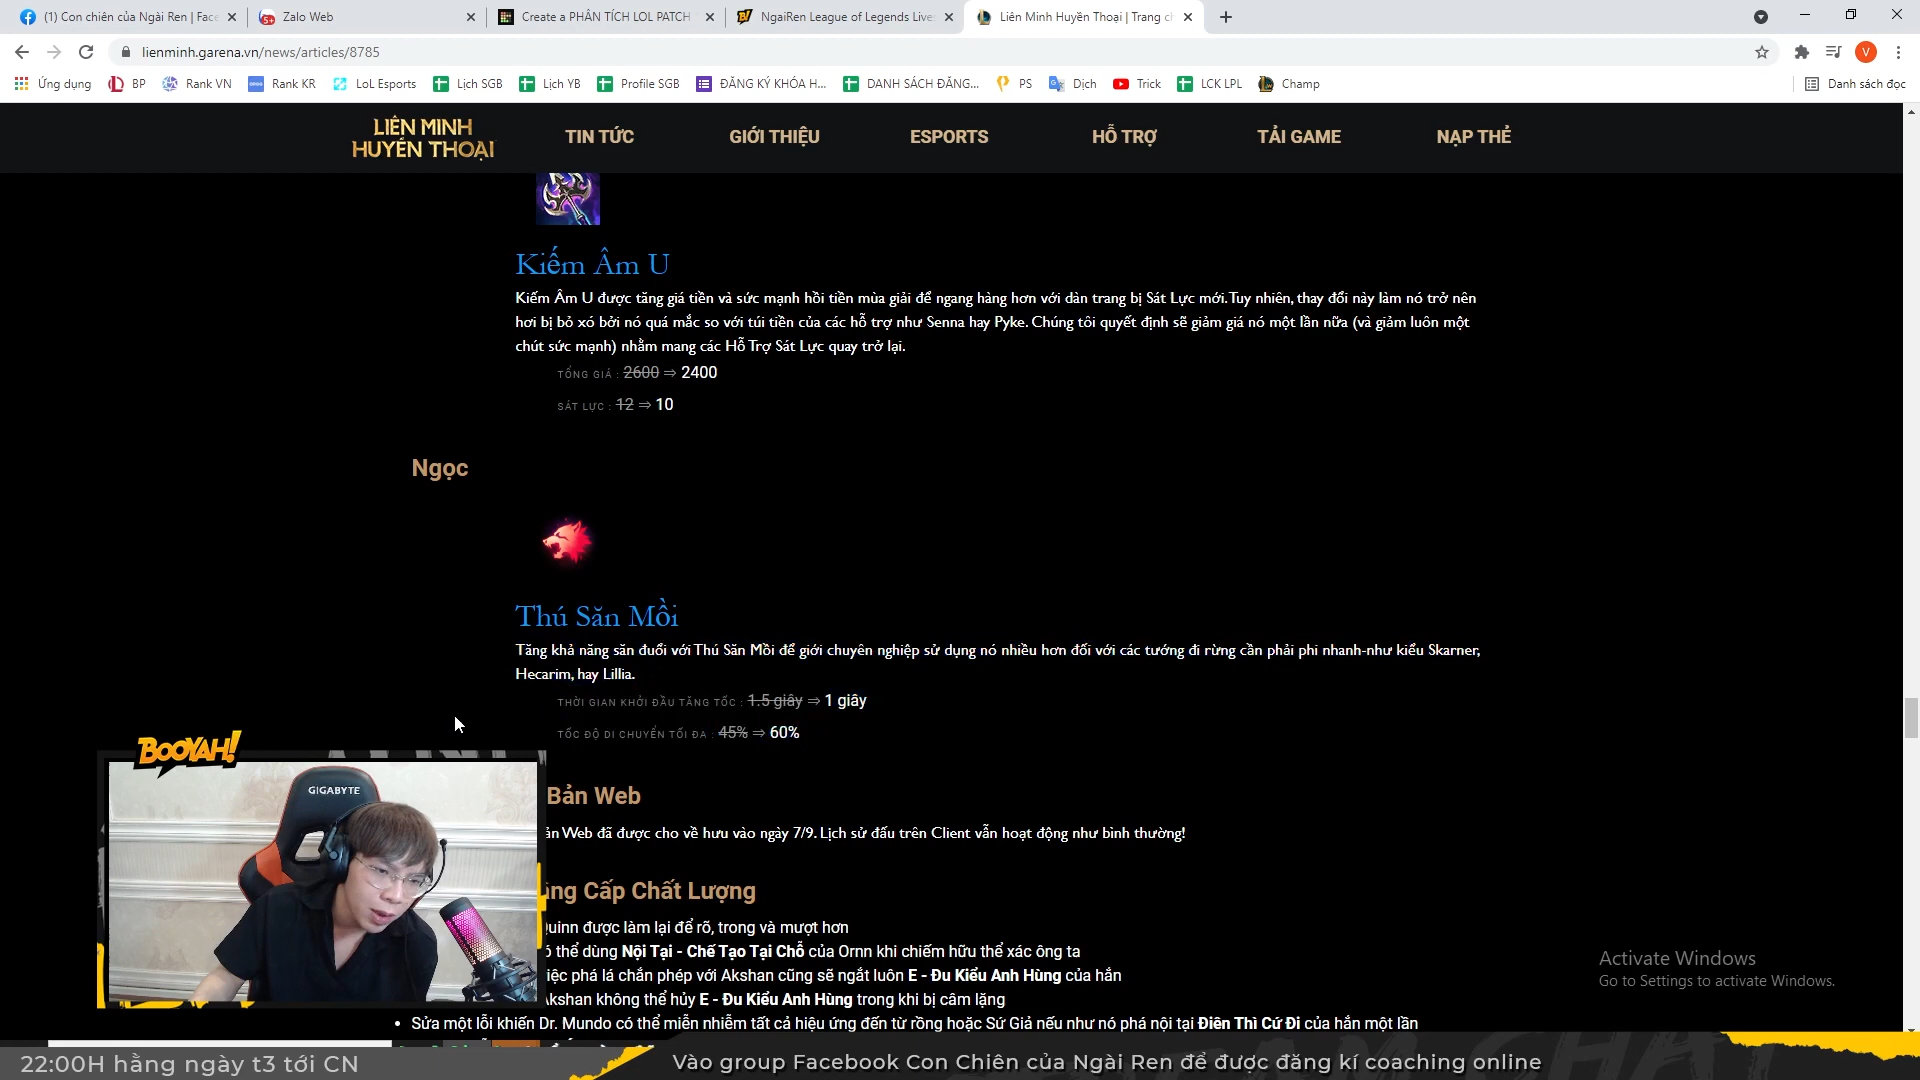 (1) Con chiên của Ngài Ren | Face
Zalo Web
Create a PHÂN TÍCH LOL PATCH
NgaiRen League of Legends Live
Liên Minh Huyền Thoại | Trang ch
lienminh.garena.vn/news/articles/8785
V
Ứng dụng
BP
Rank VN
Rank KR
LoL Esports
Lịch SGB
Lịch YB
Profile SGB
ĐĂNG KÝ KHÓA H...
DANH SÁCH ĐĂNG...
PS
Dịch
Trick
LCK LPL
Champ
Danh sách đọc
LIÊN MINH
HUYỀN THOẠI
TIN TỨC
GIỚI THIỆU
ESPORTS
HỖ TRỢ
TẢI GAME
NẠP THẺ
Kiếm Âm U
Kiếm Âm U được tăng giá tiền và sức mạnh hồi tiền mùa giải để ngang hàng hơn với dàn trang bị Sát Lực mới. Tuy nhiên, thay đổi này làm nó trở nên
hơi bị bỏ xó bởi nó quá mắc so với túi tiền của các hỗ trợ như Senna hay Pyke. Chúng tôi quyết định sẽ giảm giá nó một lần nữa (và giảm luôn một
chút sức mạnh) nhằm mang các Hỗ Trợ Sát Lực quay trở lại.
TỔNG GIÁ : 2600 ⇒ 2400
SÁT LỰC : 12 ⇒ 10
Ngọc
Thú Săn Mồi
Tăng khả năng săn đuổi với Thú Săn Mồi để giới chuyên nghiệp sử dụng nó nhiều hơn đối với các tướng đi rừng cần phải phi nhanh-như kiểu Skarner,
Hecarim, hay Lillia.
THỜI GIAN KHỞI ĐẦU TĂNG TỐC : 1.5 giây ⇒ 1 giây
TỐC ĐỘ DI CHUYỂN TỐI ĐA : 45% ⇒ 60%
Bản Web
Web đã được cho về hưu vào ngày 7/9. Lịch sử đấu trên Client vẫn hoạt động như bình thường!
Cấp Chất Lượng
Quinn được làm lại để rõ, trong và mượt hơn
thể dùng Nội Tại - Chế Tạo Tại Chỗ của Ornn khi chiếm hữu thể xác ông ta
phá lá chắn phép với Akshan cũng sẽ ngắt luôn E - Đu Kiểu Anh Hùng của hắn
Akshan không thể hủy E - Đu Kiểu Anh Hùng trong khi bị câm lặng
• Sửa một lỗi khiến Dr. Mundo có thể miễn nhiễm tất cả hiệu ứng đến từ rồng hoặc Sứ Giả nếu như nó phá nội tại Điên Thì Cứ Đi của hắn một lần
BOOYAH!
GIGABYTE
Activate Windows
Go to Settings to activate Windows.
22:00H hằng ngày t3 tới CN
Vào group Facebook Con Chiên của Ngài Ren để được đăng kí coaching online